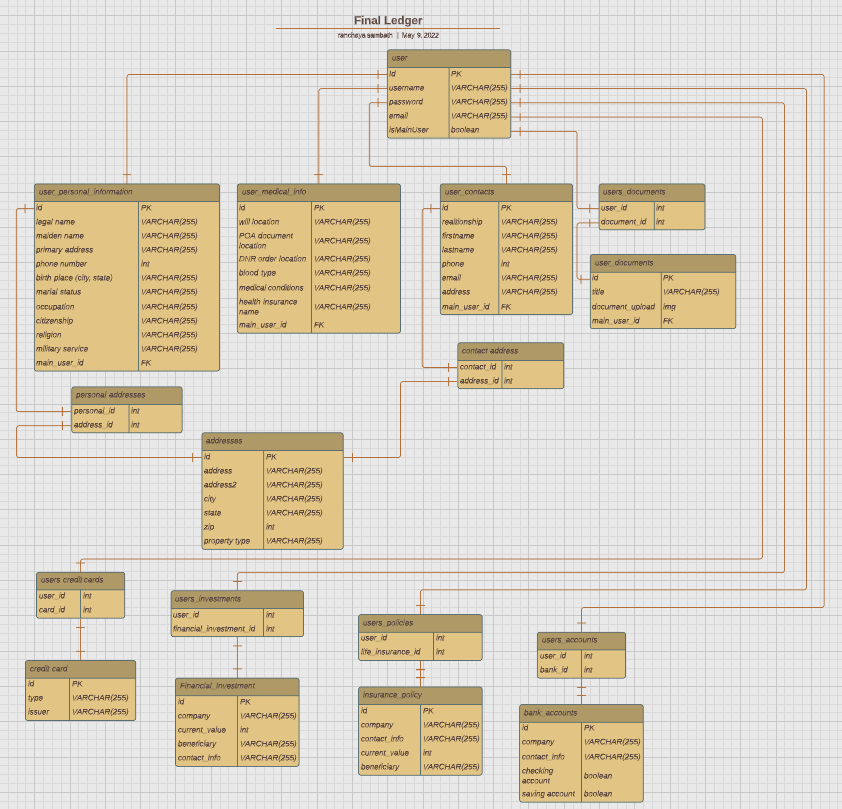 Final Ledger
ranchaya sambath | May 9, 2022
user
id PK
username VARCHAR(255)
password VARCHAR(255)
email VARCHAR(255)
isMainUser boolean
user_personal_information
id PK
legal name VARCHAR(255)
maiden name VARCHAR(255)
primary address VARCHAR(255)
phone number int
birth place (city, state) VARCHAR(255)
marial status VARCHAR(255)
occupation VARCHAR(255)
citizenship VARCHAR(255)
religion VARCHAR(255)
military service VARCHAR(255)
main_user_id FK
user_medical_info
id PK
will location VARCHAR(255)
POA document
location VARCHAR(255)
DNR order location VARCHAR(255)
blood type VARCHAR(255)
medical conditions VARCHAR(255)
health insurance
name VARCHAR(255)
main_user_id FK
user_contacts
id PK
realtionship VARCHAR(255)
firstname VARCHAR(255)
lastname VARCHAR(255)
phone int
email VARCHAR(255)
address VARCHAR(255)
main_user_id FK
users_documents
user_id int
document_id int
user_documents
id PK
title VARCHAR(255)
document_upload img
main_user_id FK
contact address
contact_id int
address_id int
personal addresses
personal_id int
address_id int
addresses
id PK
address VARCHAR(255)
address2 VARCHAR(255)
city VARCHAR(255)
state VARCHAR(255)
zip int
property type VARCHAR(255)
users credit cards
user_id int
card_id int
users_investments
user_id int
financial_investment_id int
users_policies
user_id int
life_insurance_id int
users_accounts
user_id int
bank_id int
credit card
id PK
type VARCHAR(255)
issuer VARCHAR(255)
Financial_Investment
id PK
company VARCHAR(255)
current_value int
beneficiary VARCHAR(255)
contact_info VARCHAR(255)
insurance_policy
id PK
company VARCHAR(255)
contact_info VARCHAR(255)
current_value int
beneficiary VARCHAR(255)
bank_accounts
id PK
company VARCHAR(255)
contact_info VARCHAR(255)
checking
account boolean
saving account boolean